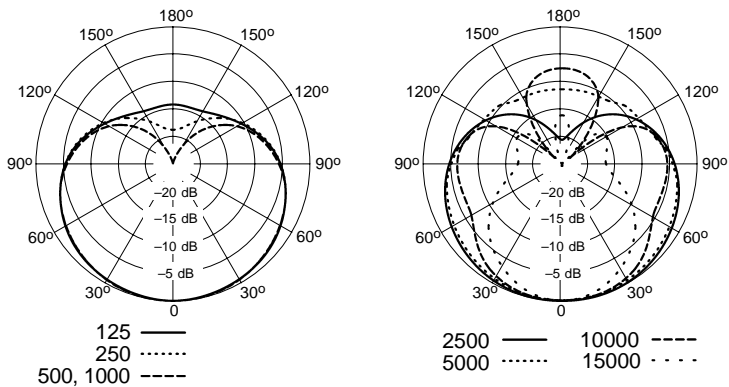 180º 180º
150º 150º 150º 150º
120º 120º 120º 120º
90º 90º 90º 90º
–20 dB –20 dB
–15 dB –15 dB
60º 60º 60º 60º
–10 dB –10 dB
–5 dB –5 dB
30º 30º 30º 30º
0 0
125
250
500, 1000
2500 10000
5000 15000